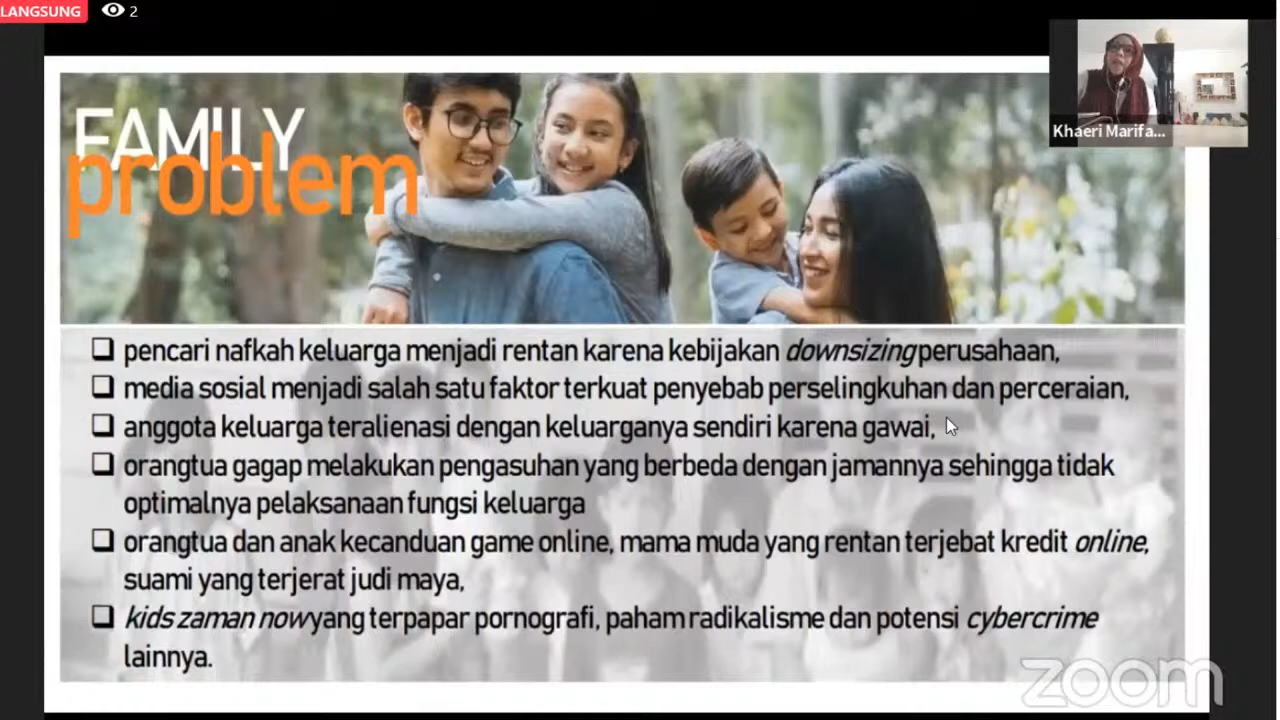 LANGSUNG 2
Khaeri Marifa...
FAMILY
problem
❑ pencari nafkah keluarga menjadi rentan karena kebijakan downsizing perusahaan,
❑ media sosial menjadi salah satu faktor terkuat penyebab perselingkuhan dan perceraian,
❑ anggota keluarga teralienasi dengan keluarganya sendiri karena gawai,
❑ orangtua gagap melakukan pengasuhan yang berbeda dengan jamannya sehingga tidak
optimalnya pelaksanaan fungsi keluarga
❑ orangtua dan anak kecanduan game online, mama muda yang rentan terjebak kredit online,
suami yang terjerat judi maya,
❑ kids zaman now yang terpapar pornografi, paham radikalisme dan potensi cybercrime
lainnya.
zoom